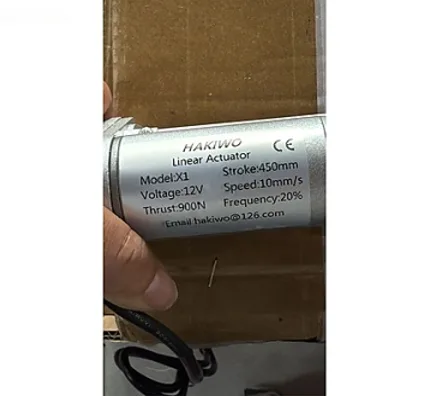 HAKIWO CE
Linear Actuator
Model:X1 Stroke:450mm
Voltage:12V Speed:10mm/s
Thrust:900N Frequency:20%
Email:hakiwo@126.com